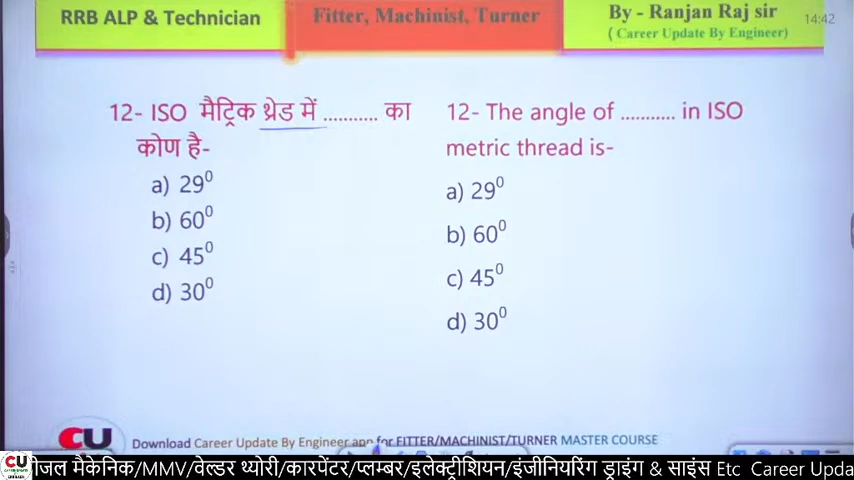 RRB ALP & Technician
Fitter, Machinist, Turner
By - Ranjan Raj sir
( Career Update By Engineer)
14:42
12- ISO मैट्रिक थ्रेड में ........... का
कोण है-
a) 29⁰
b) 60⁰
c) 45⁰
d) 30⁰
12- The angle of ........... in ISO
metric thread is-
a) 29⁰
b) 60⁰
c) 45⁰
d) 30⁰
CU
Download Career Update By Engineer app for FITTER/MACHINIST/TURNER MASTER COURSE
CU
ीजल मैकेनिक/MMV/वेल्डर थ्योरी/कारपेंटर/प्लम्बर/इलेक्ट्रीशियन/इंजीनियरिंग ड्राइंग & साइंस Etc Career Upda